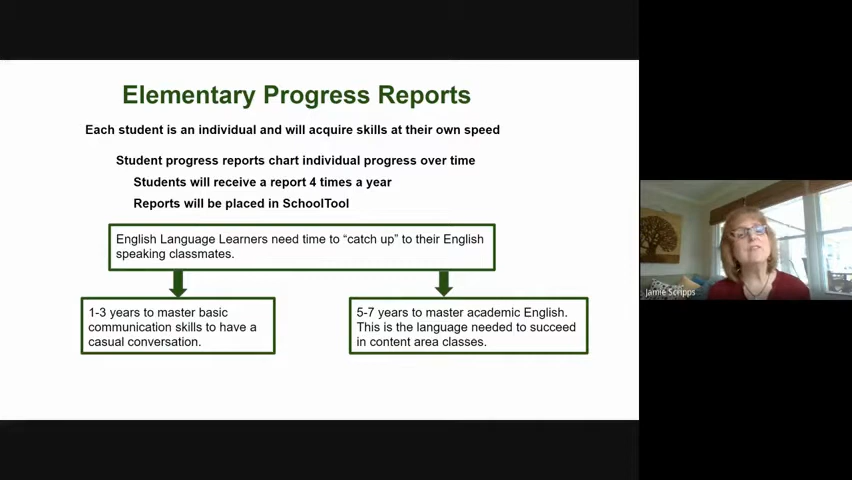 Elementary Progress Reports
Each student is an individual and will acquire skills at their own speed
Student progress reports chart individual progress over time
Students will receive a report 4 times a year
Reports will be placed in SchoolTool
English Language Learners need time to “catch up” to their English
speaking classmates.
1-3 years to master basic
communication skills to have a
casual conversation.
5-7 years to master academic English.
This is the language needed to succeed
in content area classes.
Jamie Scripps